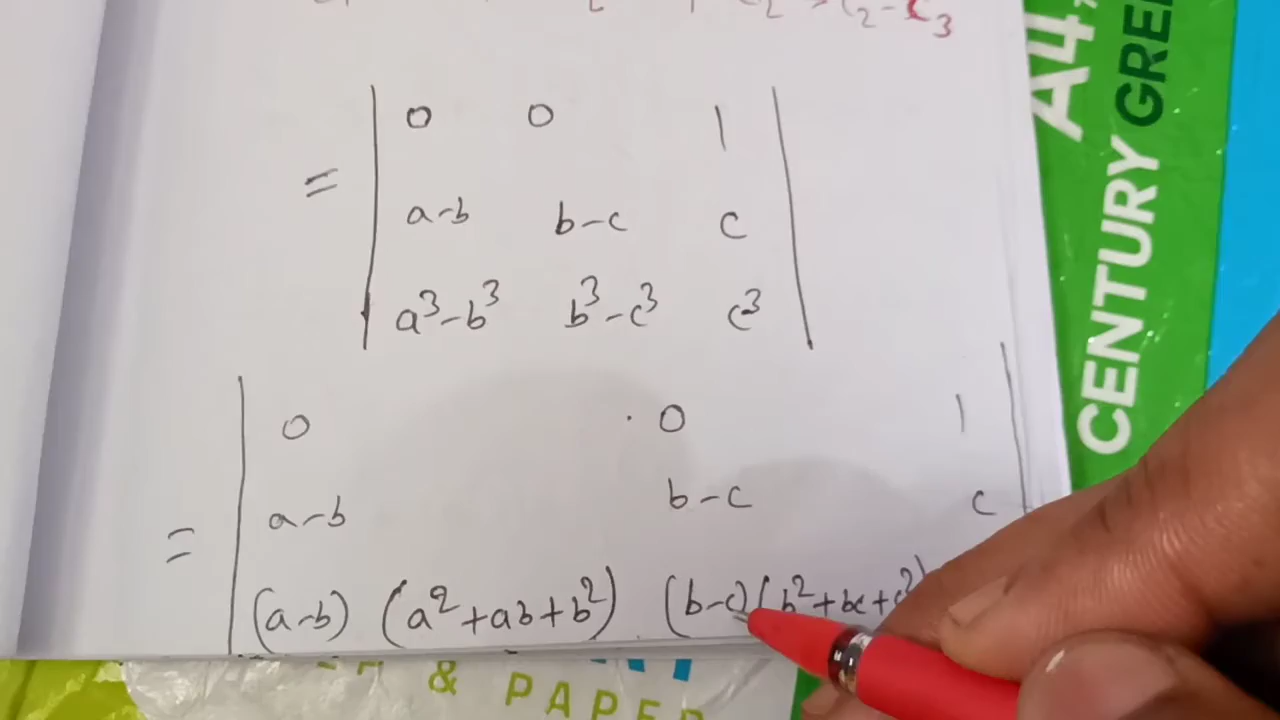 C₂ → C₂-C₃
0 0 1
= a-b b-c c
a³-b³ b³-c³ c³
0 . 0 1
= a-b b-c c
(a-b) (a²+ab+b²) (b-c)(b²+bc+c²)
A4,
CENTURY GREE
& PAPER